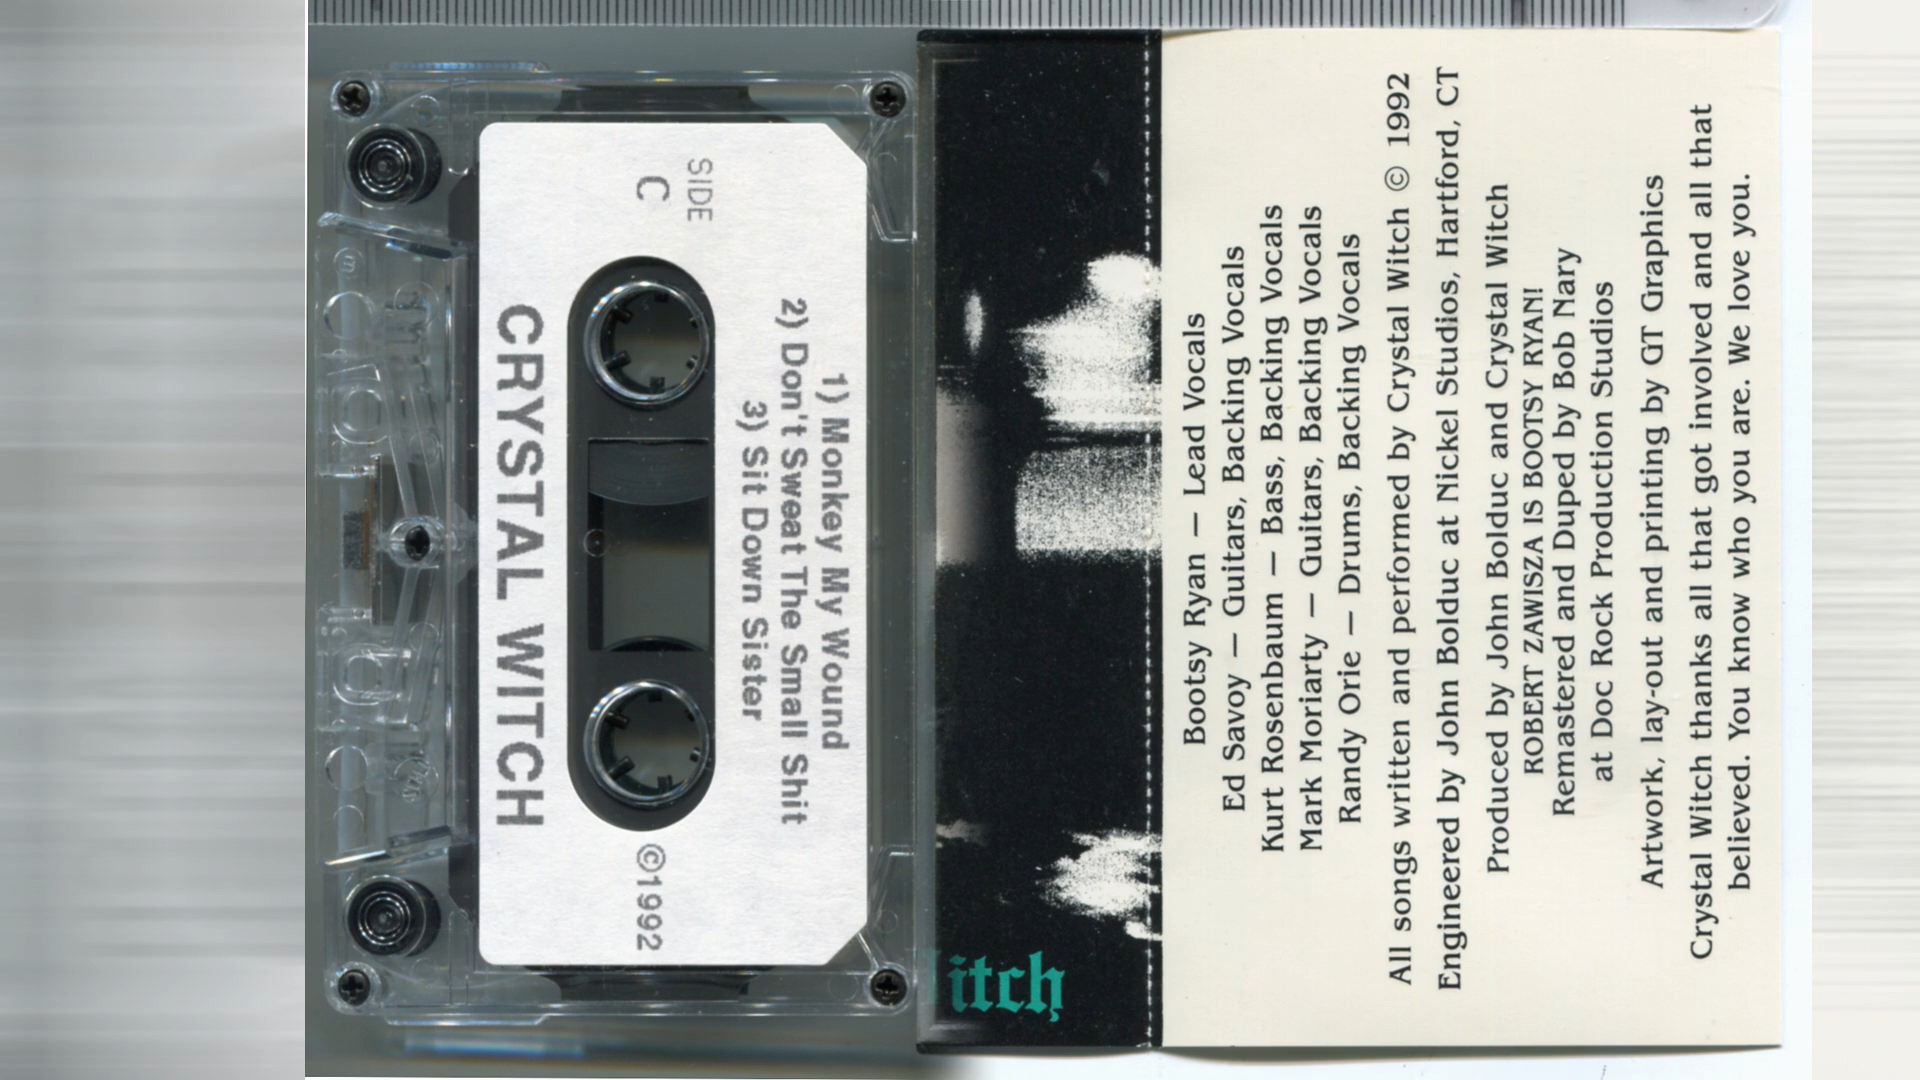 SIDE
C
1) Monkey My Wound
2) Don't Sweat The Small Shit
3) Sit Down Sister
CRYSTAL WITCH
©1992
itch
Bootsy Ryan – Lead Vocals
Ed Savoy – Guitars, Backing Vocals
Kurt Rosenbaum – Bass, Backing Vocals
Mark Moriarty – Guitars, Backing Vocals
Randy Orie – Drums, Backing Vocals
All songs written and performed by Crystal Witch © 1992
Engineered by John Bolduc at Nickel Studios, Hartford, CT
Produced by John Bolduc and Crystal Witch
ROBERT ZAWISZA IS BOOTSY RYAN!
Remastered and Duped by Bob Nary
at Doc Rock Production Studios
Artwork, lay-out and printing by GT Graphics
Crystal Witch thanks all that got involved and all that
believed. You know who you are. We love you.